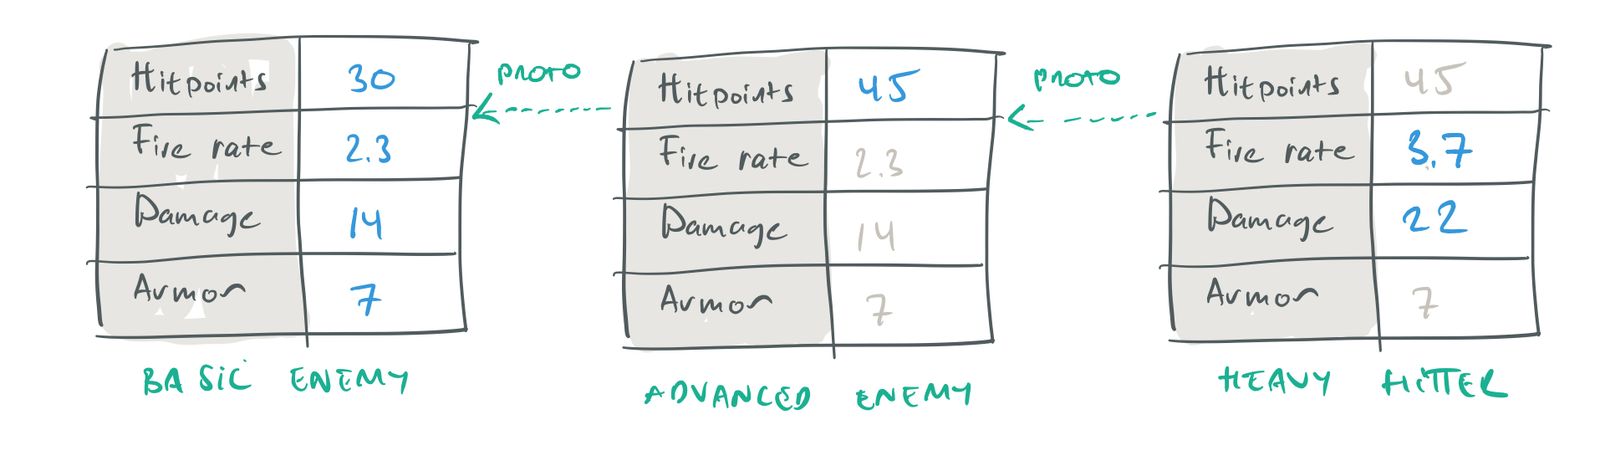 Hitpoints 30
Fire rate 2.3
Damage 14
Armor 7
BASIC ENEMY
PROTO
Hitpoints 45
Fire rate 2.3
Damage 14
Armor 7
ADVANCED ENEMY
PROTO
Hitpoints 45
Fire rate 3.7
Damage 22
Armor 7
HEAVY HITTER